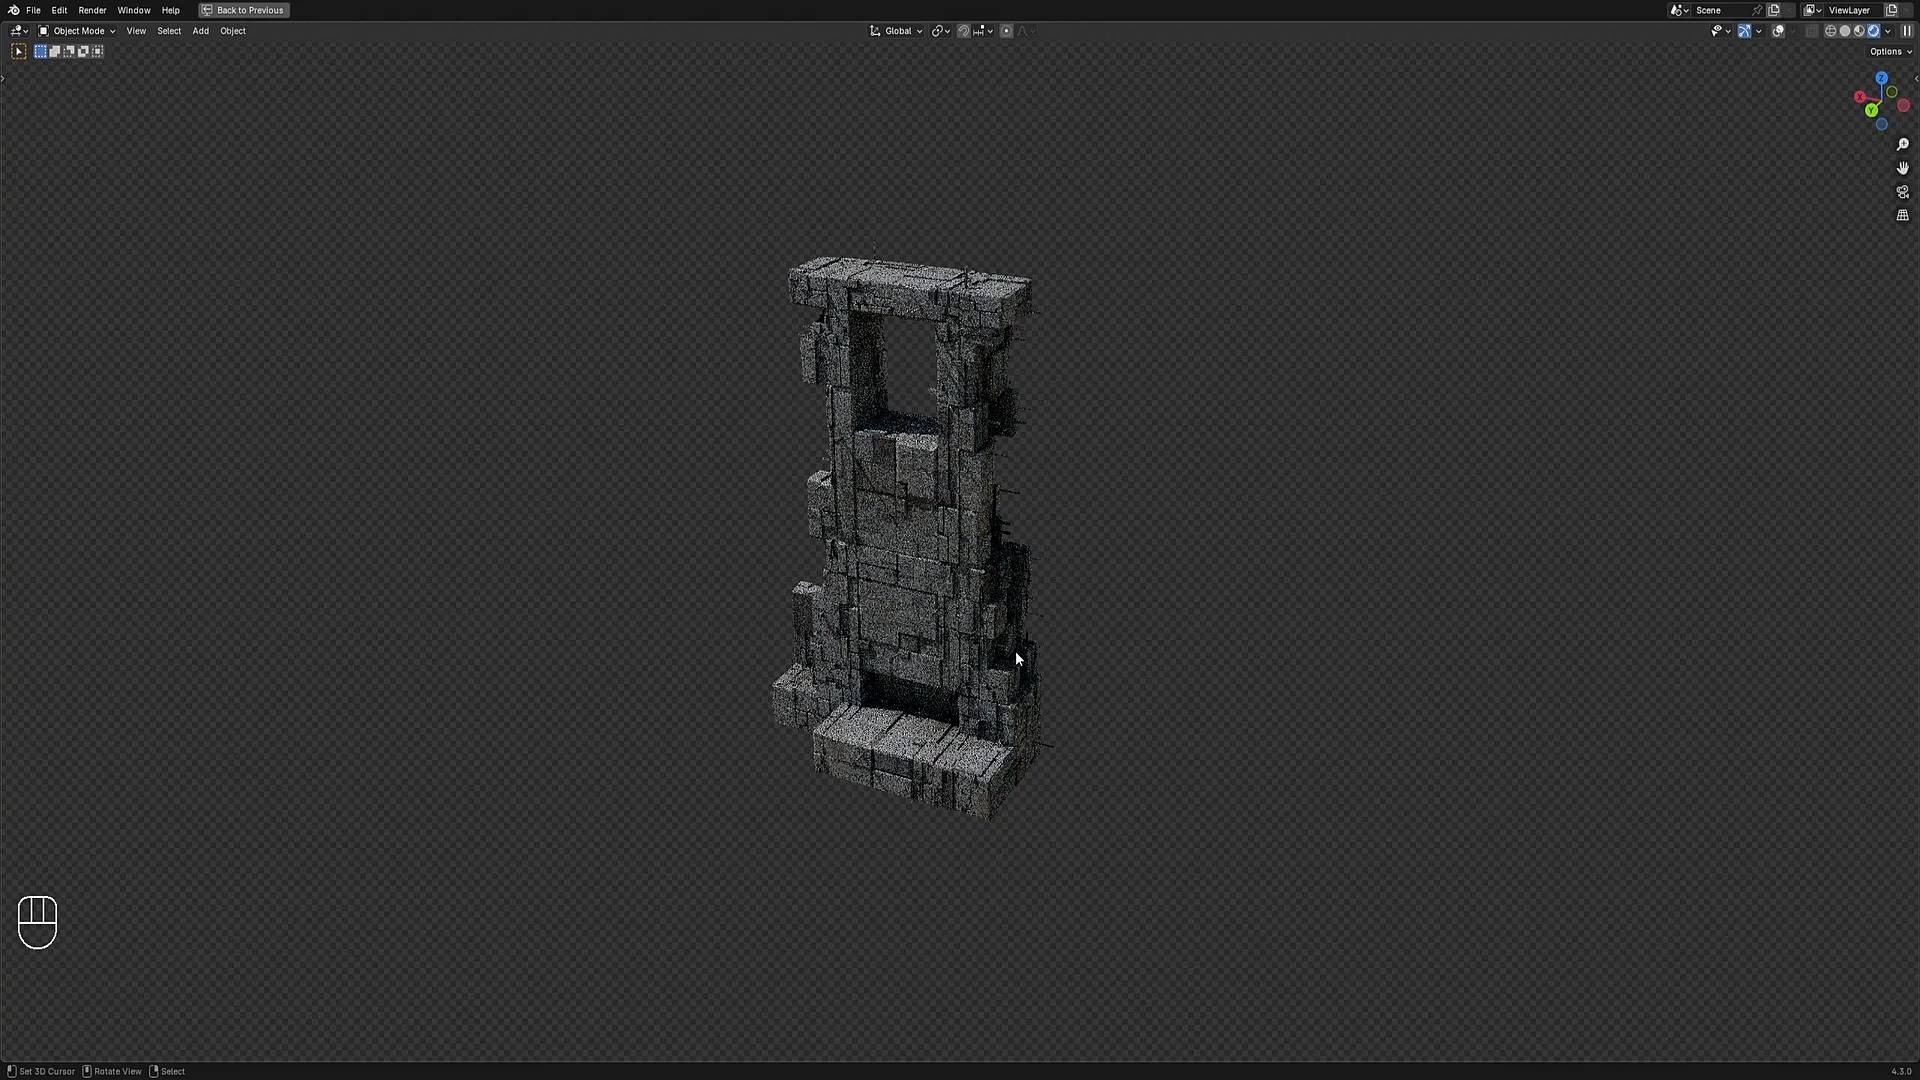 File Edit Render Window Help Back to Previous Scene ViewLayer
Object Mode View Select Add Object Global
Options
Z
X
Y
Set 3D Cursor Rotate View Select 4.3.0